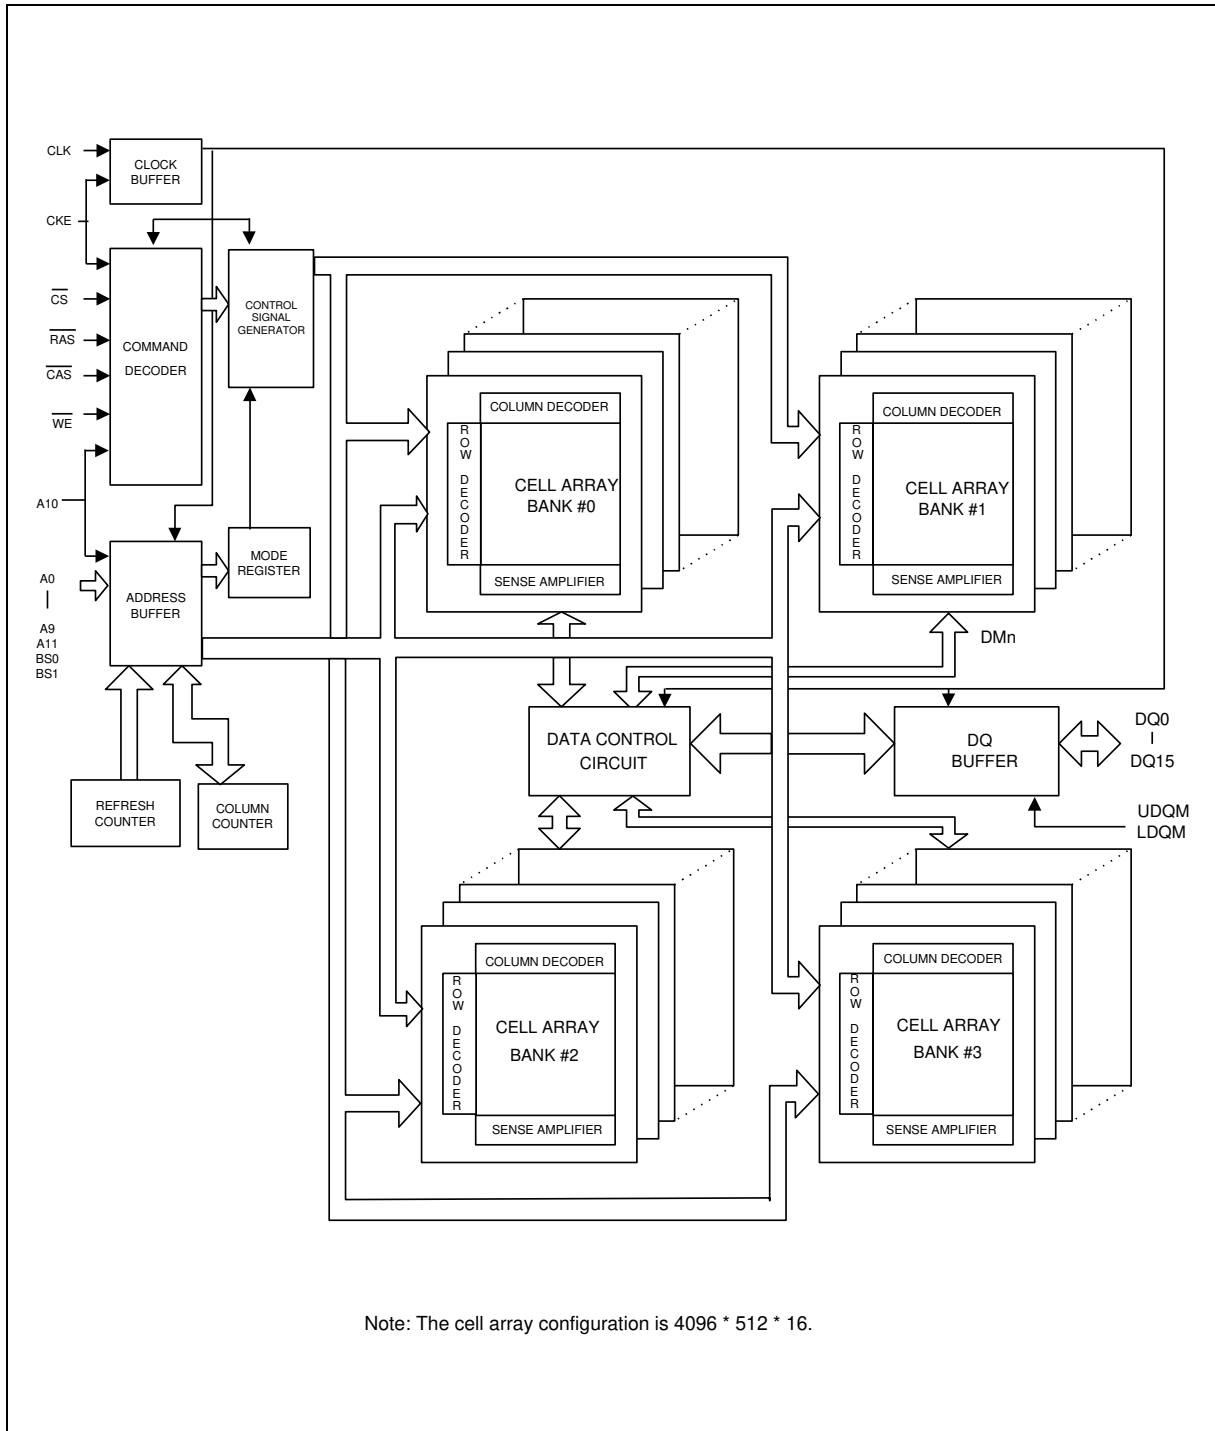 CLK
CLOCK
BUFFER
CKE
CS
RAS
CAS
WE
COMMAND
DECODER
CONTROL
SIGNAL
GENERATOR
A10
MODE
REGISTER
A0
A9
A11
BS0
BS1
ADDRESS
BUFFER
REFRESH
COUNTER
COLUMN
COUNTER
COLUMN DECODER
ROW DECODER
CELL ARRAY
BANK #0
SENSE AMPLIFIER
COLUMN DECODER
ROW DECODER
CELL ARRAY
BANK #1
SENSE AMPLIFIER
DMn
DATA CONTROL
CIRCUIT
DQ
BUFFER
DQ0
DQ15
UDQM
LDQM
COLUMN DECODER
ROW DECODER
CELL ARRAY
BANK #2
SENSE AMPLIFIER
COLUMN DECODER
ROW DECODER
CELL ARRAY
BANK #3
SENSE AMPLIFIER
Note: The cell array configuration is 4096 * 512 * 16.